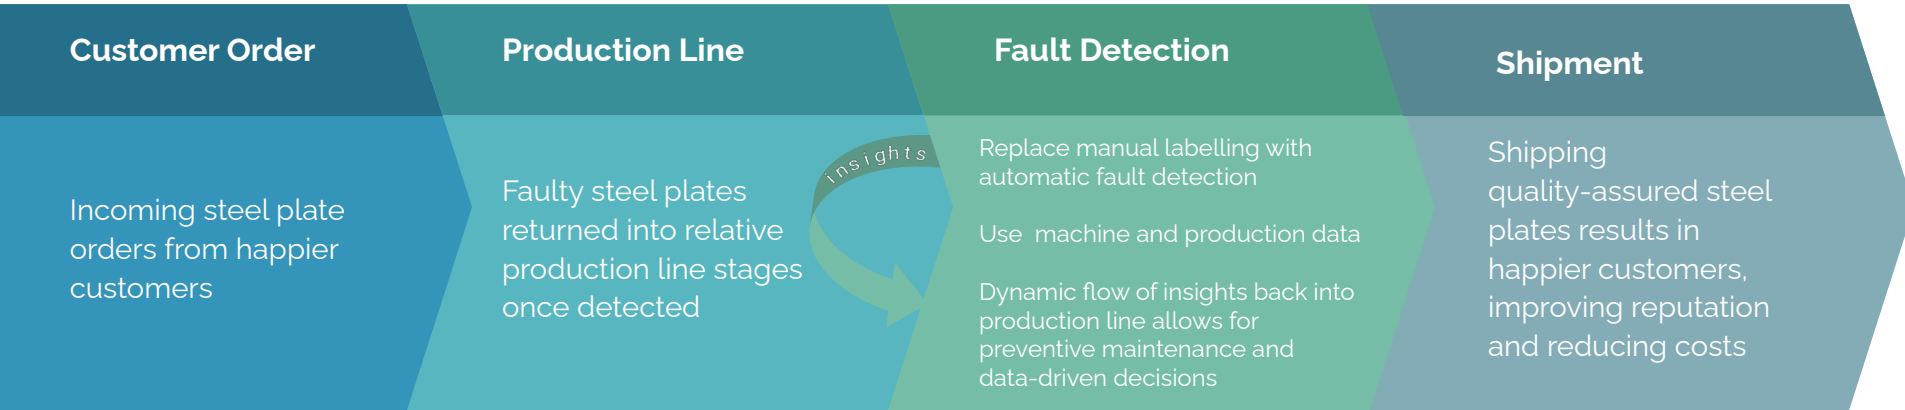 Customer Order
Incoming steel plate
orders from happier
customers
Production Line
Faulty steel plates
returned into relative
production line stages
once detected
insights
Fault Detection
Replace manual labelling with
automatic fault detection
Use machine and production data
Dynamic flow of insights back into
production line allows for
preventive maintenance and
data-driven decisions
Shipment
Shipping
quality-assured steel
plates results in
happier customers,
improving reputation
and reducing costs